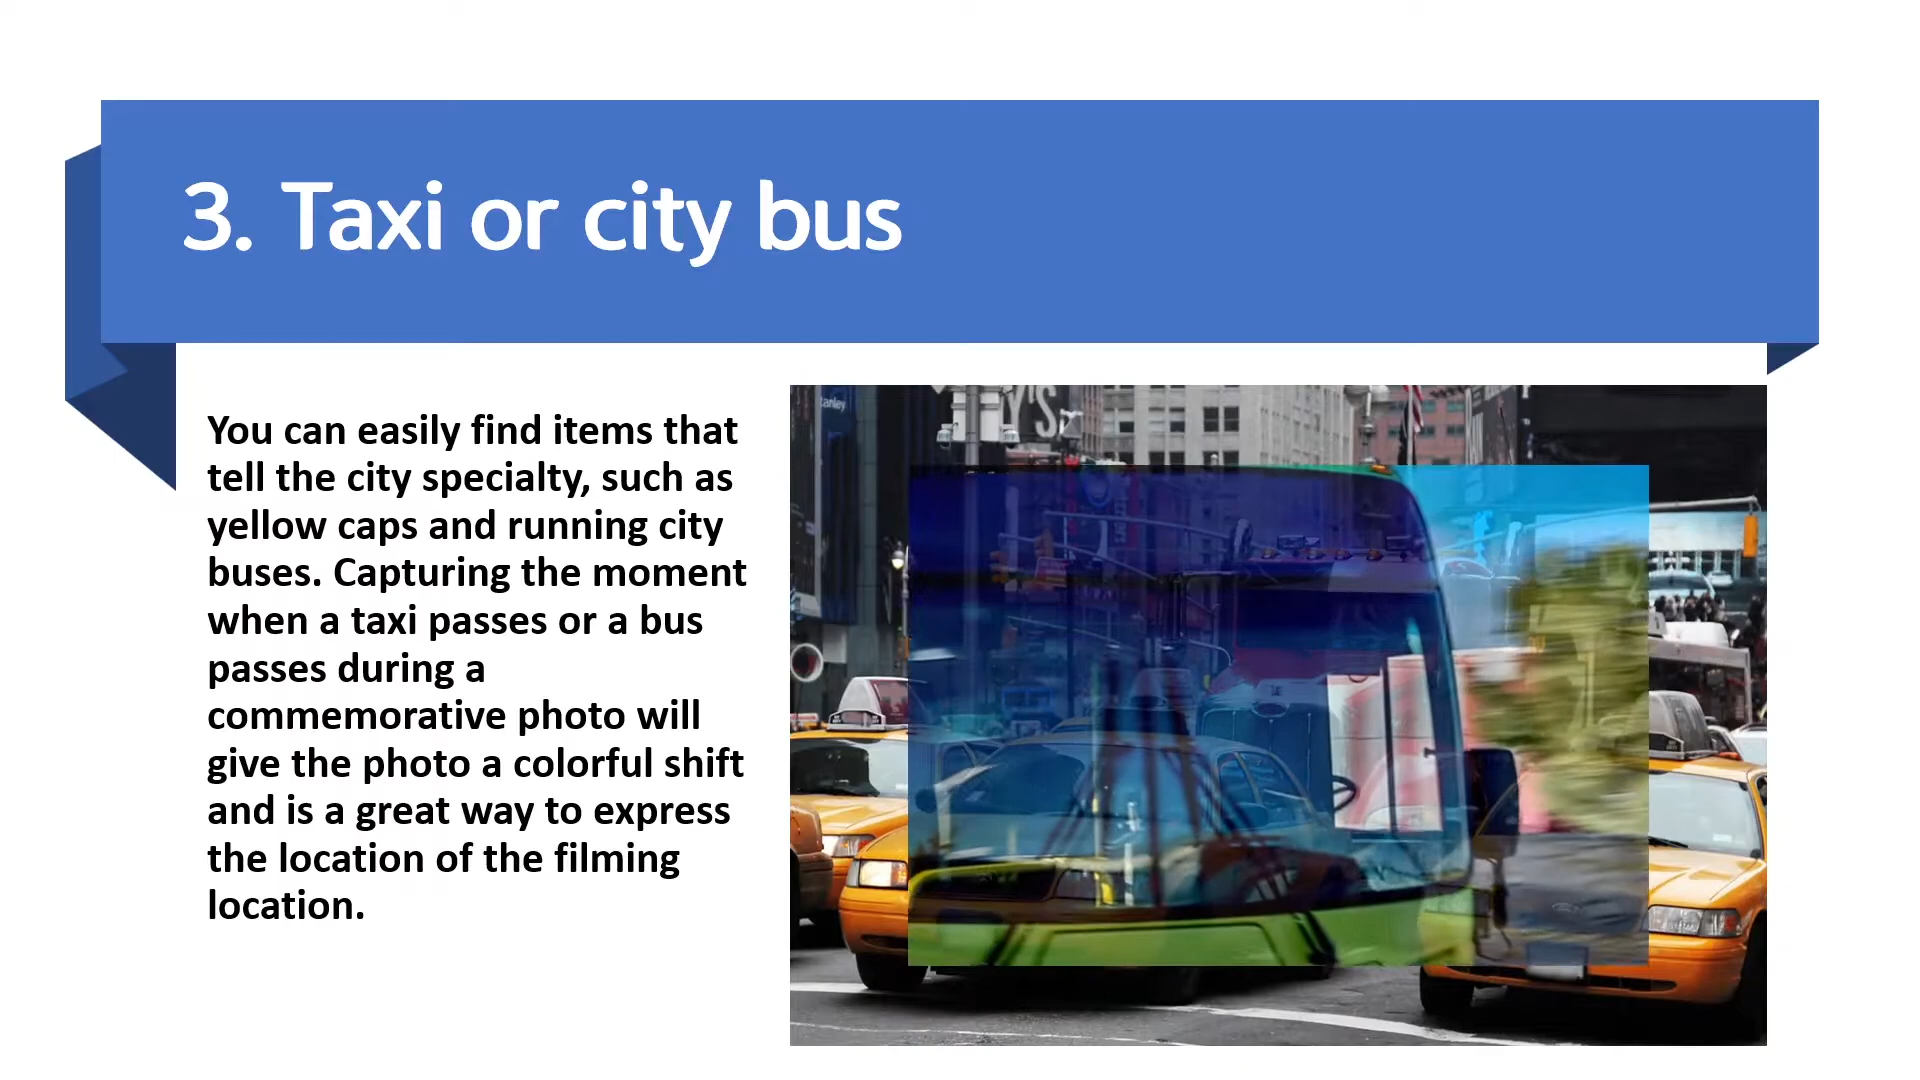 3. Taxi or city bus
You can easily find items that
tell the city specialty, such as
yellow caps and running city
buses. Capturing the moment
when a taxi passes or a bus
passes during a
commemorative photo will
give the photo a colorful shift
and is a great way to express
the location of the filming
location.